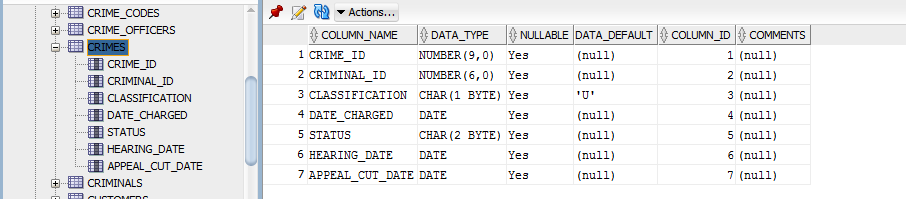 CRIME_CODES
CRIME_OFFICERS
CRIMES
CRIME_ID
CRIMINAL_ID
CLASSIFICATION
DATE_CHARGED
STATUS
HEARING_DATE
APPEAL_CUT_DATE
CRIMINALS
Actions...
COLUMN_NAME DATA_TYPE NULLABLE DATA_DEFAULT COLUMN_ID COMMENTS
1 CRIME_ID NUMBER(9,0) Yes (null) 1 (null)
2 CRIMINAL_ID NUMBER(6,0) Yes (null) 2 (null)
3 CLASSIFICATION CHAR(1 BYTE) Yes 'U' 3 (null)
4 DATE_CHARGED DATE Yes (null) 4 (null)
5 STATUS CHAR(2 BYTE) Yes (null) 5 (null)
6 HEARING_DATE DATE Yes (null) 6 (null)
7 APPEAL_CUT_DATE DATE Yes (null) 7 (null)